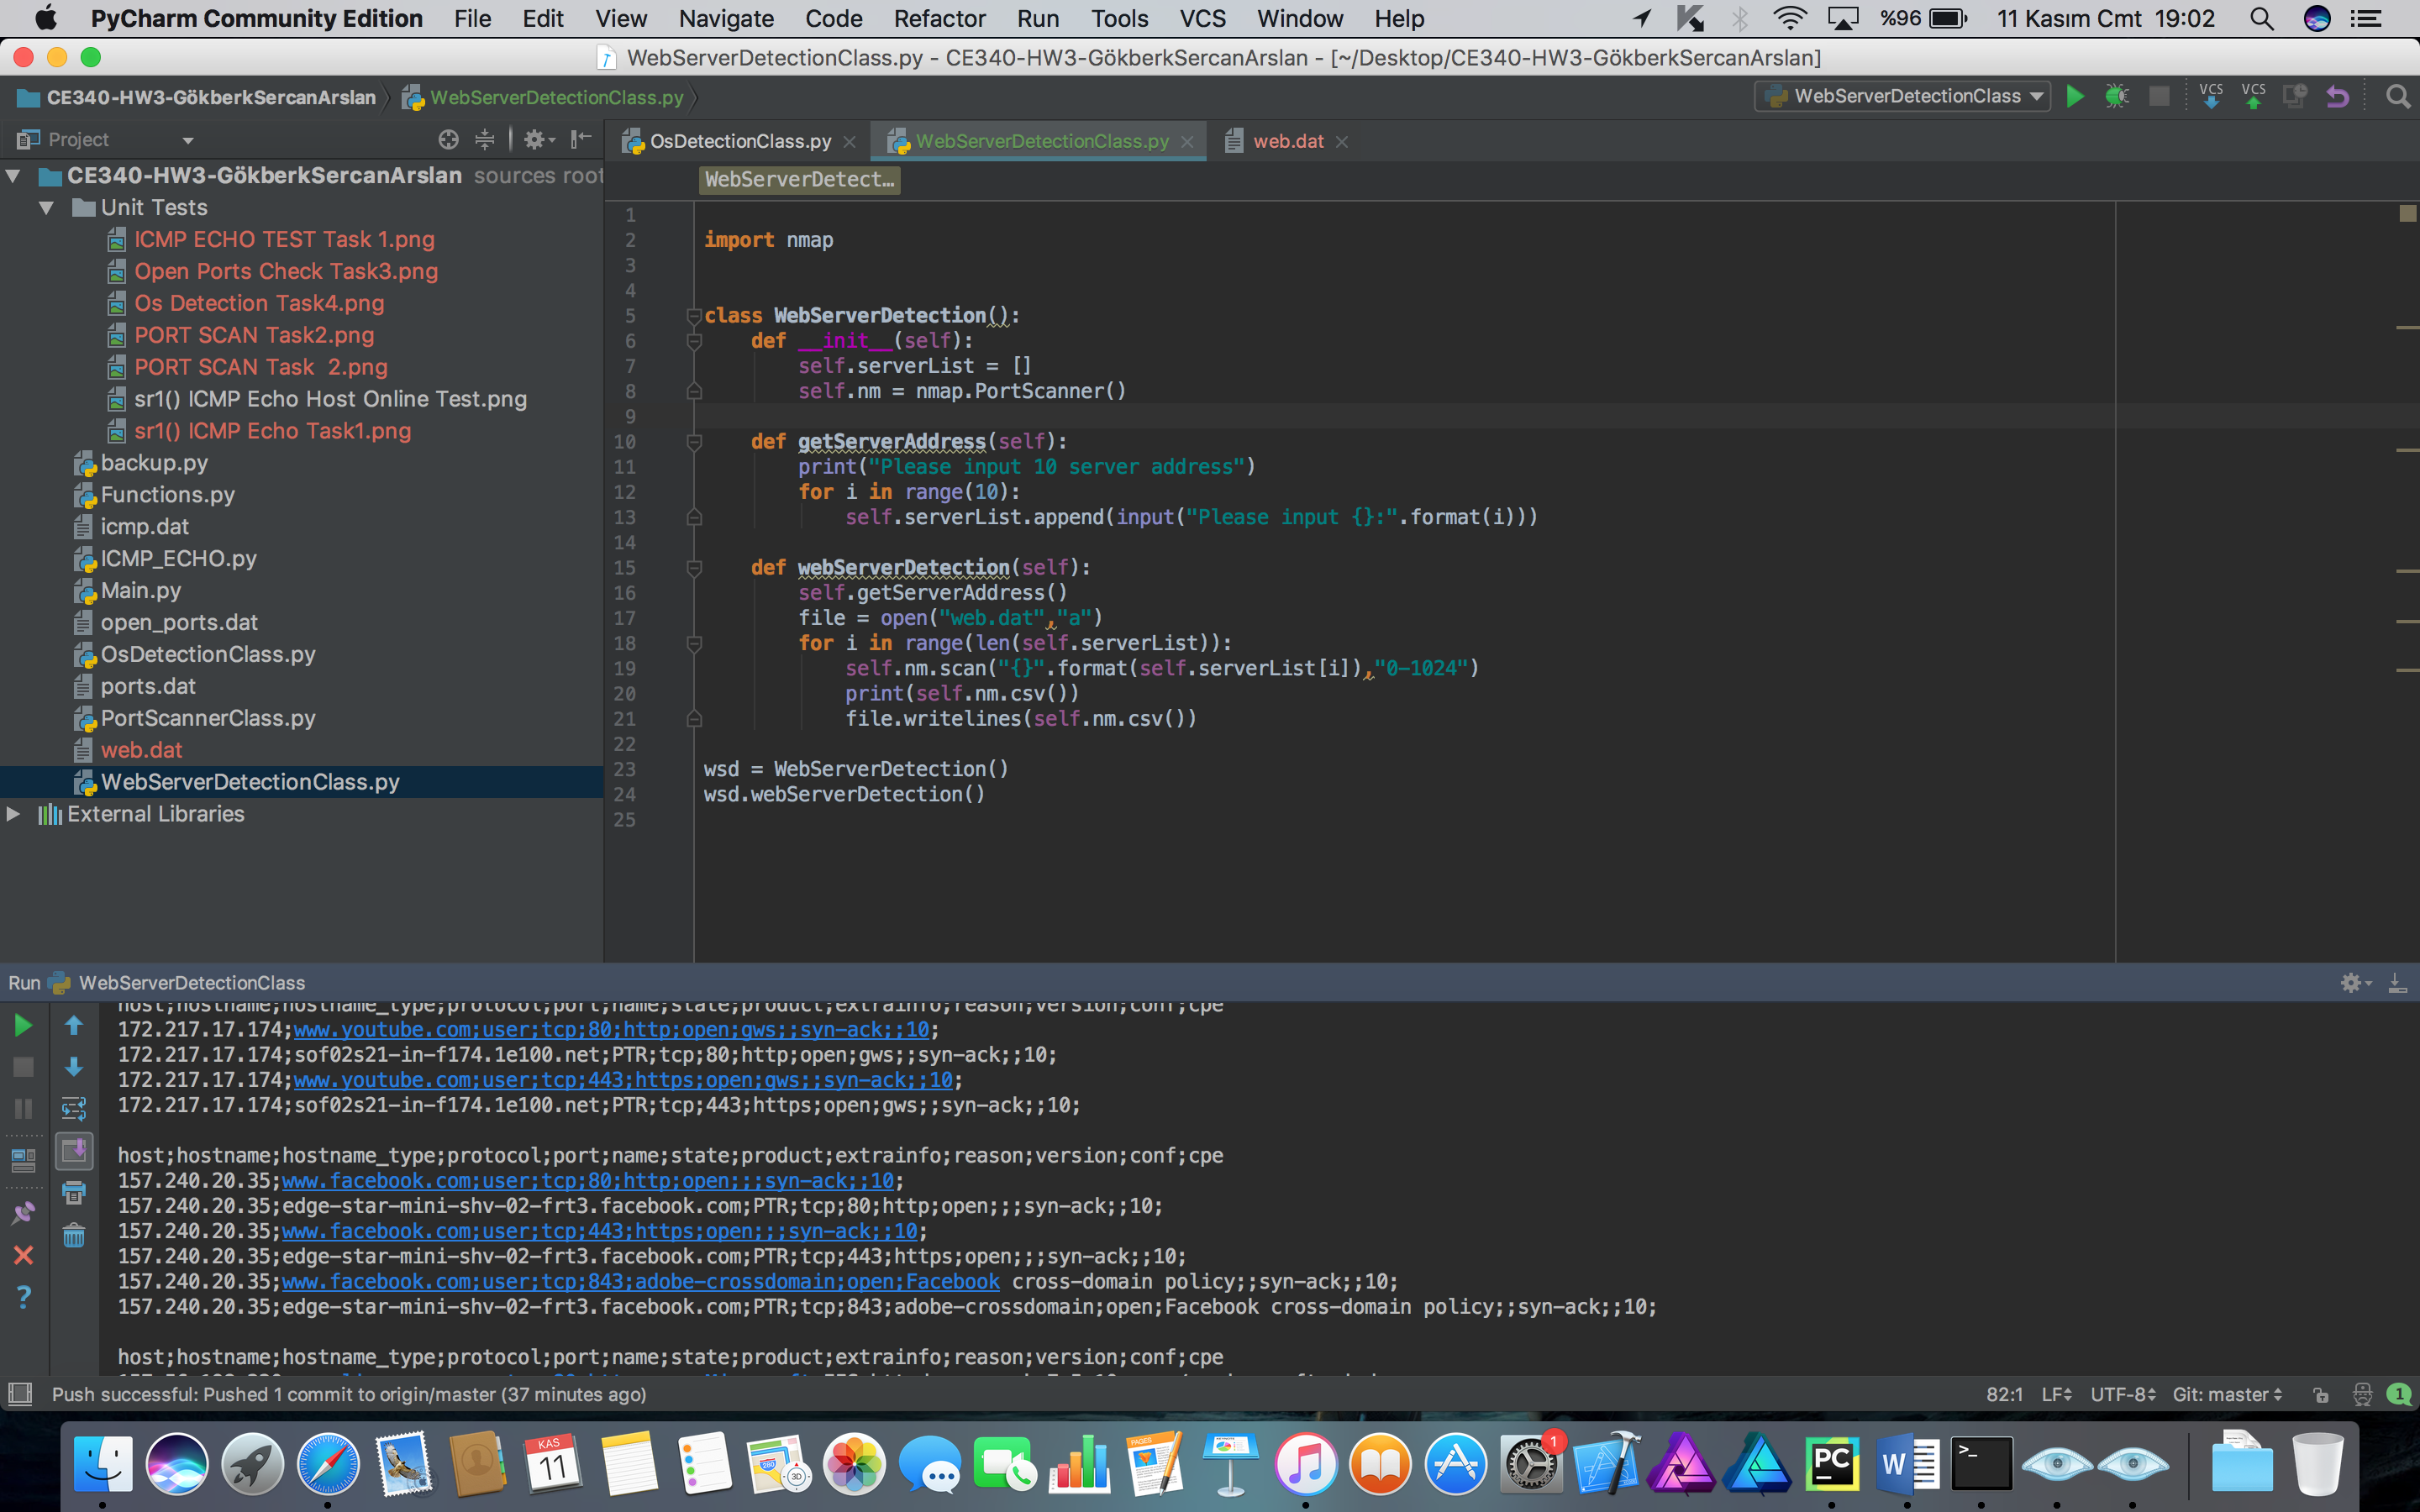 PyCharm Community Edition File Edit View Navigate Code Refactor Run Tools VCS Window Help %96 11 Kasım Cmt 19:02
WebServerDetectionClass.py - CE340-HW3-GökberkSercanArslan - [~/Desktop/CE340-HW3-GökberkSercanArslan]
CE340-HW3-GökberkSercanArslan WebServerDetectionClass.py WebServerDetectionClass VCS VCS
Project
OsDetectionClass.py WebServerDetectionClass.py web.dat
CE340-HW3-GökberkSercanArslan sources root
Unit Tests
ICMP ECHO TEST Task 1.png
Open Ports Check Task3.png
Os Detection Task4.png
PORT SCAN Task2.png
PORT SCAN Task  2.png
sr1() ICMP Echo Host Online Test.png
sr1() ICMP Echo Task1.png
backup.py
Functions.py
icmp.dat
ICMP_ECHO.py
Main.py
open_ports.dat
OsDetectionClass.py
ports.dat
PortScannerClass.py
web.dat
WebServerDetectionClass.py
External Libraries
WebServerDetect...
1
2 import nmap
3
4
5 class WebServerDetection():
6     def __init__(self):
7         self.serverList = []
8         self.nm = nmap.PortScanner()
9
10     def getServerAddress(self):
11         print("Please input 10 server address")
12         for i in range(10):
13             self.serverList.append(input("Please input {}:".format(i)))
14
15     def webServerDetection(self):
16         self.getServerAddress()
17         file = open("web.dat","a")
18         for i in range(len(self.serverList)):
19             self.nm.scan("{}".format(self.serverList[i]),"0-1024")
20             print(self.nm.csv())
21             file.writelines(self.nm.csv())
22
23 wsd = WebServerDetection()
24 wsd.webServerDetection()
25
Run WebServerDetectionClass
host;hostname;hostname_type;protocol;port;name;state;product;extrainfo;reason;version;conf;cpe
172.217.17.174;www.youtube.com;user;tcp;80;http;open;gws;;syn-ack;;10;
172.217.17.174;sof02s21-in-f174.1e100.net;PTR;tcp;80;http;open;gws;;syn-ack;;10;
172.217.17.174;www.youtube.com;user;tcp;443;https;open;gws;;syn-ack;;10;
172.217.17.174;sof02s21-in-f174.1e100.net;PTR;tcp;443;https;open;gws;;syn-ack;;10;
host;hostname;hostname_type;protocol;port;name;state;product;extrainfo;reason;version;conf;cpe
157.240.20.35;www.facebook.com;user;tcp;80;http;open;;;syn-ack;;10;
157.240.20.35;edge-star-mini-shv-02-frt3.facebook.com;PTR;tcp;80;http;open;;;syn-ack;;10;
157.240.20.35;www.facebook.com;user;tcp;443;https;open;;;syn-ack;;10;
157.240.20.35;edge-star-mini-shv-02-frt3.facebook.com;PTR;tcp;443;https;open;;;syn-ack;;10;
157.240.20.35;www.facebook.com;user;tcp;843;adobe-crossdomain;open;Facebook cross-domain policy;;syn-ack;;10;
157.240.20.35;edge-star-mini-shv-02-frt3.facebook.com;PTR;tcp;843;adobe-crossdomain;open;Facebook cross-domain policy;;syn-ack;;10;
host;hostname;hostname_type;protocol;port;name;state;product;extrainfo;reason;version;conf;cpe
Push successful: Pushed 1 commit to origin/master (37 minutes ago) 82:1 LF UTF-8 Git: master 1
KAS
11
280
3D
PAGES
1
PC
W
>_